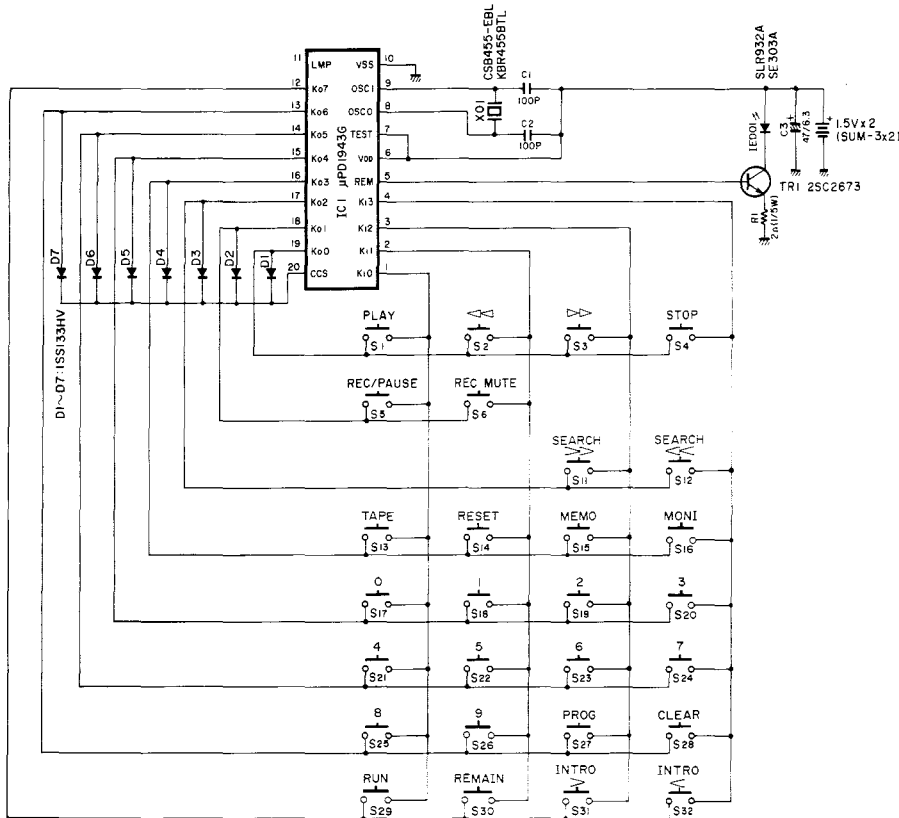 CSB455-EBL
KBR455BTL
SLR932A
SE303A
11 LMP VSS 10
12 Ko7 OSCI 9
13 Ko6 OSCO 8
14 Ko5 TEST 7
15 Ko4 VDD 6
16 Ko3 REM 5
17 Ko2 Ki3 4
18 Ko1 Ki2 3
19 Ko0 Ki1 2
20 CCS Ki0 1
IC1 μPD1943G
X01
C1
100P
C2
100P
IED01
C3
47/6.3
+
+
1.5V x 2
(SUM-3x2)
TR1 2SC2673
R1
2Ω(1/5W)
D7 D6 D5 D4 D3 D2 D1
D1~D7:1SS133HV
PLAY STOP
S1 S2 S3 S4
REC/PAUSE REC MUTE
S5 S6
SEARCH SEARCH
S11 S12
TAPE RESET MEMO MONI
S13 S14 S15 S16
0 1 2 3
S17 S18 S19 S20
4 5 6 7
S21 S22 S23 S24
8 9 PROG CLEAR
S25 S26 S27 S28
RUN REMAIN INTRO INTRO
S29 S30 S31 S32